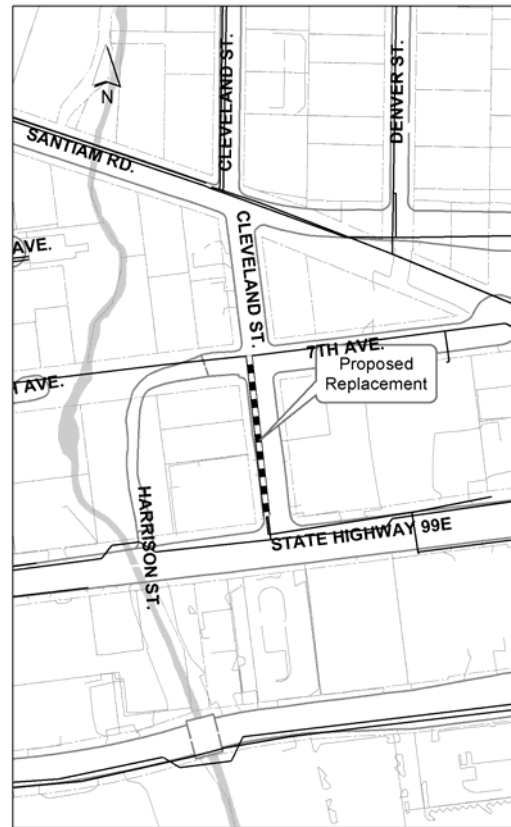 CLEVELAND ST.
DENVER ST.
N
SANTIAM RD.
CLEVELAND ST.
AVE.
7TH AVE.
Proposed
Replacement
AVE.
HARRISON ST.
STATE HIGHWAY 99E